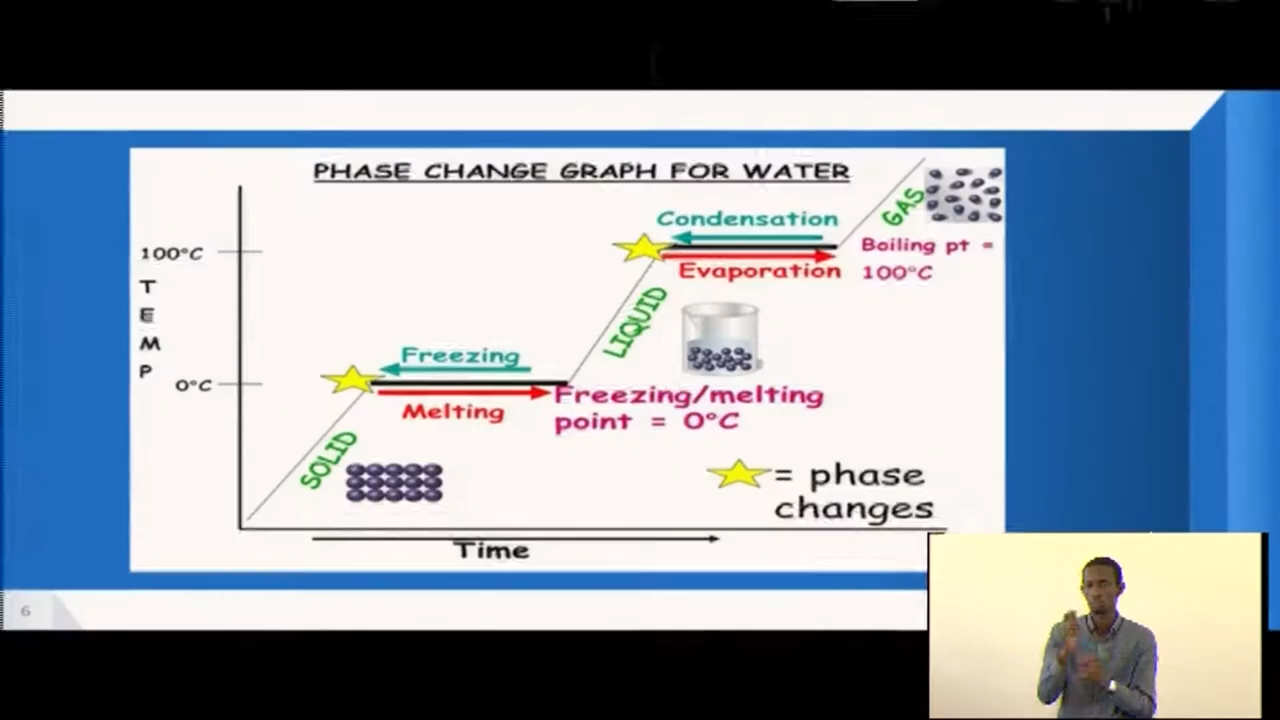 PHASE CHANGE GRAPH FOR WATER
GAS
Condensation
100°C
Boiling pt =
100°C
Evaporation
T
E
M
P
LIQUID
Freezing
0°C
Freezing/melting
point = 0°C
Melting
SOLID
= phase
changes
Time
6